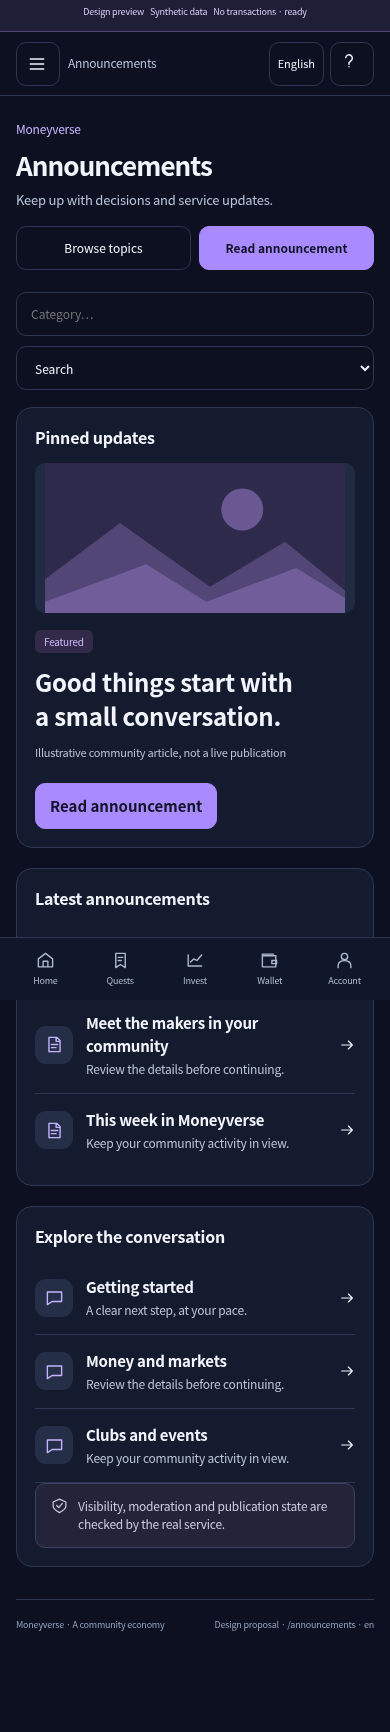 Design preview Synthetic data No transactions · ready
Announcements
English
?
Moneyverse
Announcements
Keep up with decisions and service updates.
Browse topics
Read announcement
Category…
Search
Pinned updates
Featured
Good things start with
a small conversation.
Illustrative community article, not a live publication
Read announcement
Latest announcements
Home
Quests
Invest
Wallet
Account
Meet the makers in your
community
Review the details before continuing.
This week in Moneyverse
Keep your community activity in view.
Explore the conversation
Getting started
A clear next step, at your pace.
Money and markets
Review the details before continuing.
Clubs and events
Keep your community activity in view.
Visibility, moderation and publication state are
checked by the real service.
Moneyverse · A community economy
Design proposal · /announcements · en